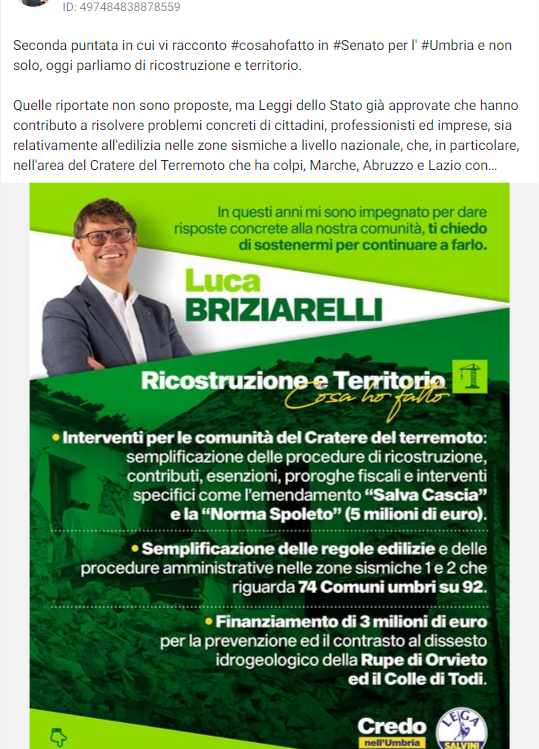 ID: 497484838878559
Seconda puntata in cui vi racconto #cosahofatto in #Senato per l' #Umbria e non
solo, oggi parliamo di ricostruzione e territorio.
Quelle riportate non sono proposte, ma Leggi dello Stato già approvate che hanno
contributo a risolvere problemi concreti di cittadini, professionisti ed imprese, sia
relativamente all'edilizia nelle zone sismiche a livello nazionale, che, in particolare,
nell'area del Cratere del Terremoto che ha colpi, Marche, Abruzzo e Lazio con...
In questi anni mi sono impegnato per dare
risposte concrete alla nostra comunità, ti chiedo
di sostenermi per continuare a farlo.
Luca
BRIZIARELLI
Ricostruzione e Territorio
Cosa ho fatto
• Interventi per le comunità del Cratere del terremoto:
semplificazione delle procedure di ricostruzione,
contributi, esenzioni, proroghe fiscali e interventi
specifici come l'emendamento “Salva Cascia”
e la “Norma Spoleto” (5 milioni di euro).
• Semplificazione delle regole edilizie e delle
procedure amministrative nelle zone sismiche 1 e 2 che
riguarda 74 Comuni umbri su 92.
• Finanziamento di 3 milioni di euro
per la prevenzione ed il contrasto al dissesto
idrogeologico della Rupe di Orvieto
ed il Colle di Todi.
Credo
nell'Umbria
LEGA
SALVINI